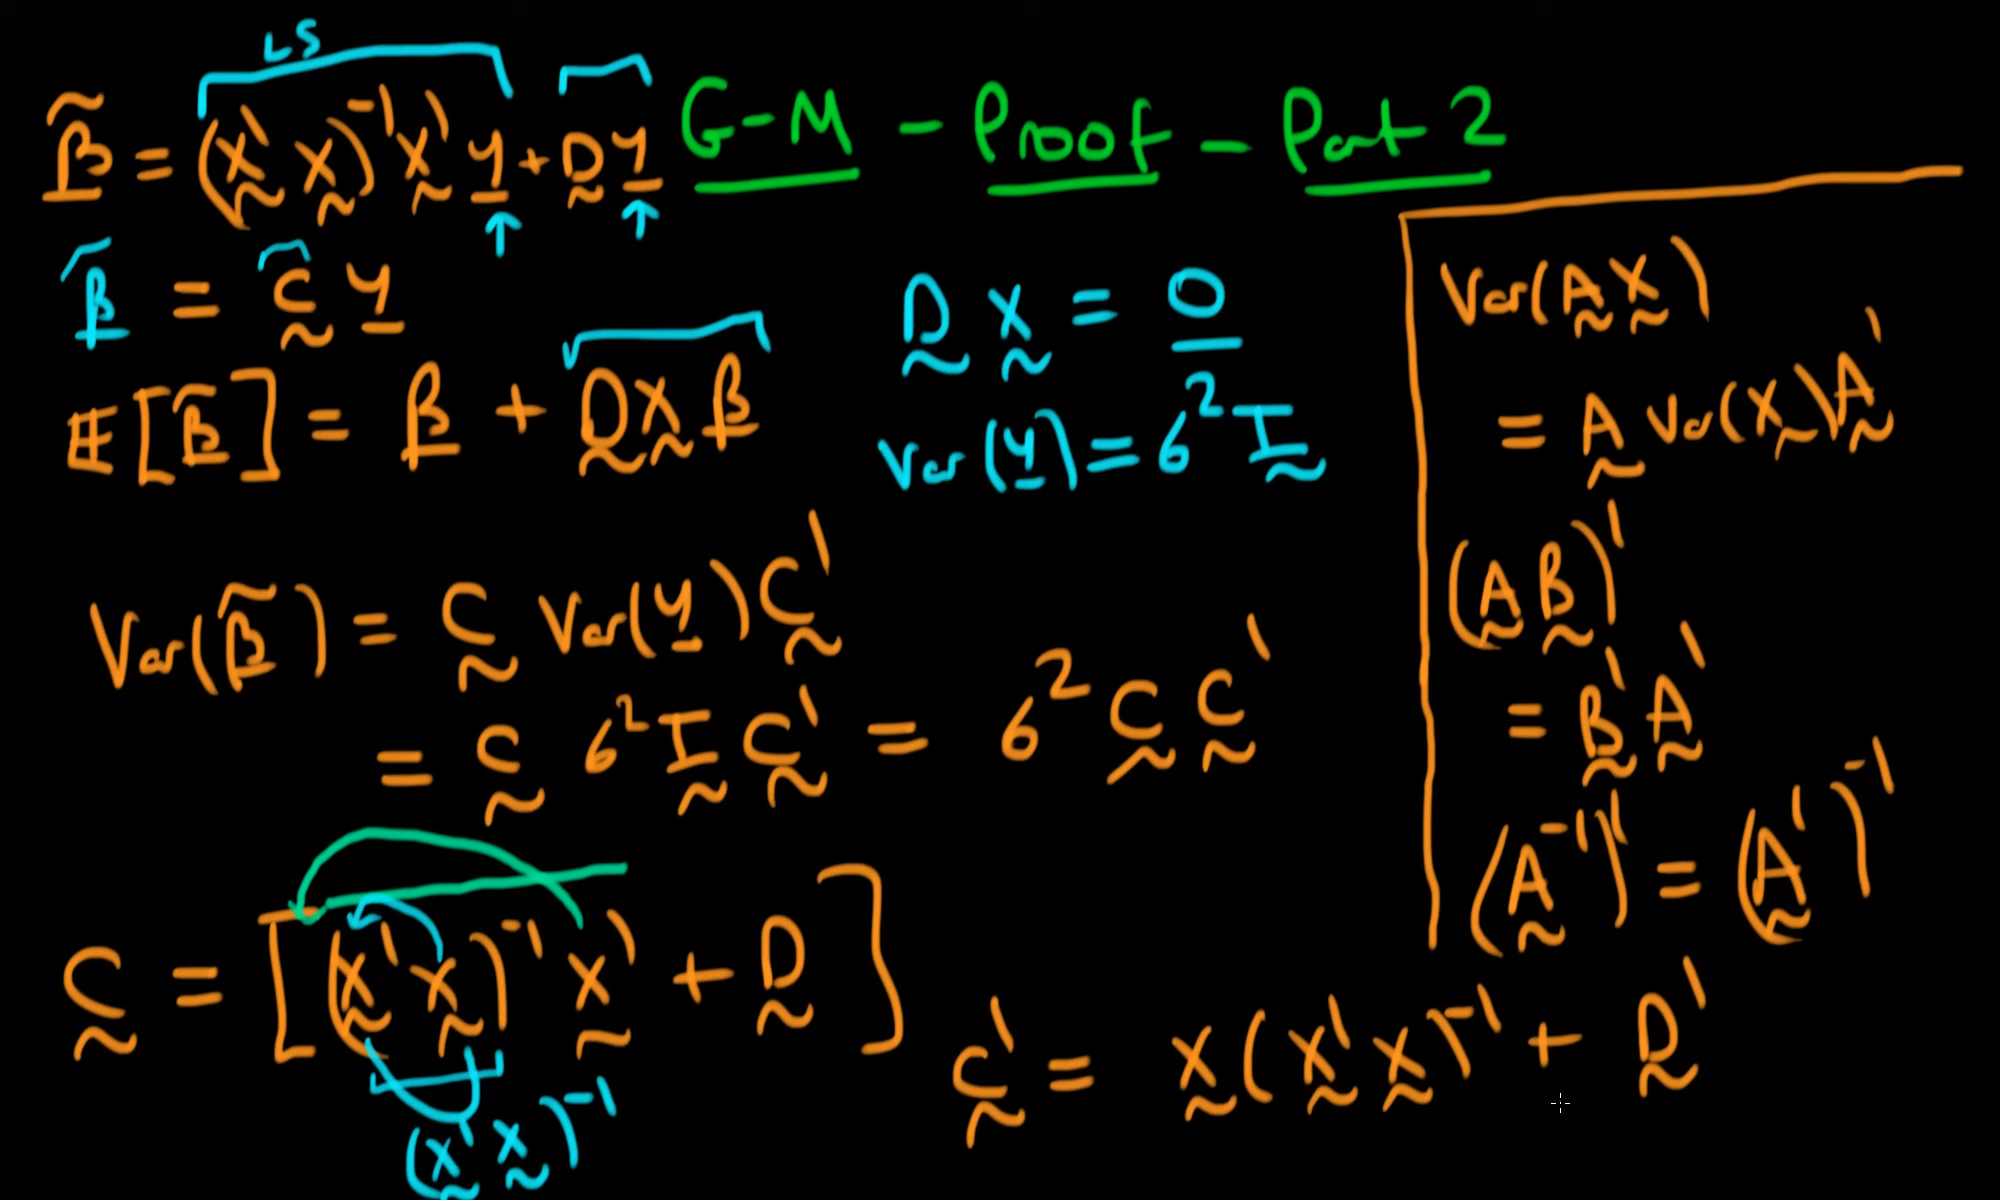 LS
β̃ = (X'X)⁻¹X'y + Dy
G-M - Proof - Part 2
β̃ = Cy
DX = 0
E[β̃] = β + DXβ
Var(y) = σ²I
Var(β̃) = C Var(y)C'
= C σ²I C' = σ²CC'
C = [(X'X)⁻¹X' + D]
(X'X)⁻¹
C' = X(X'X)⁻¹ + D'
Var(AX)
= A Var(X)A'
(AB)'
= B'A'
(A⁻¹)' = (A')⁻¹